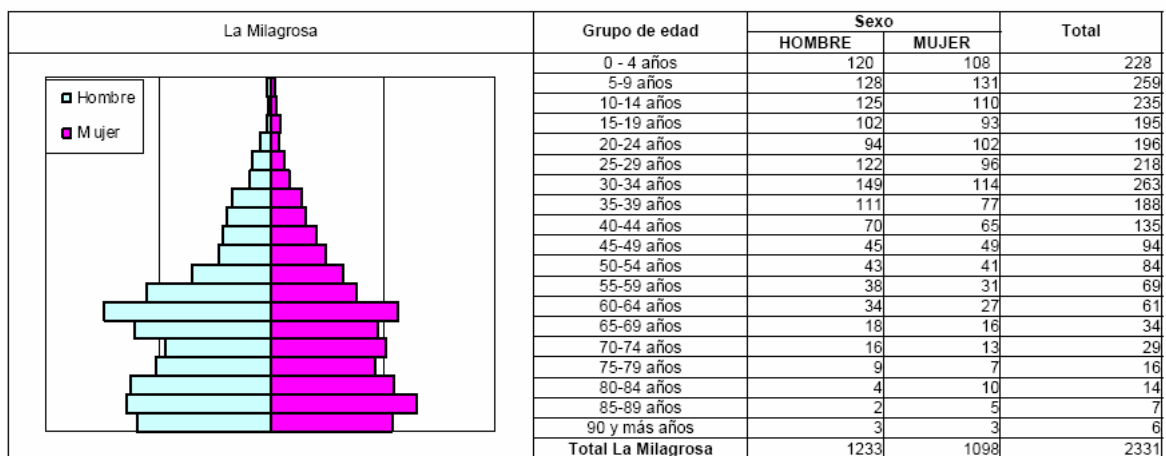 La Milagrosa
Hombre
Mujer
Grupo de edad Sexo Total
HOMBRE MUJER
0 - 4 años 120 108 228
5-9 años 128 131 259
10-14 años 125 110 235
15-19 años 102 93 195
20-24 años 94 102 196
25-29 años 122 96 218
30-34 años 149 114 263
35-39 años 111 77 188
40-44 años 70 65 135
45-49 años 45 49 94
50-54 años 43 41 84
55-59 años 38 31 69
60-64 años 34 27 61
65-69 años 18 16 34
70-74 años 16 13 29
75-79 años 9 7 16
80-84 años 4 10 14
85-89 años 2 5 7
90 y más años 3 3 6
Total La Milagrosa 1233 1098 2331